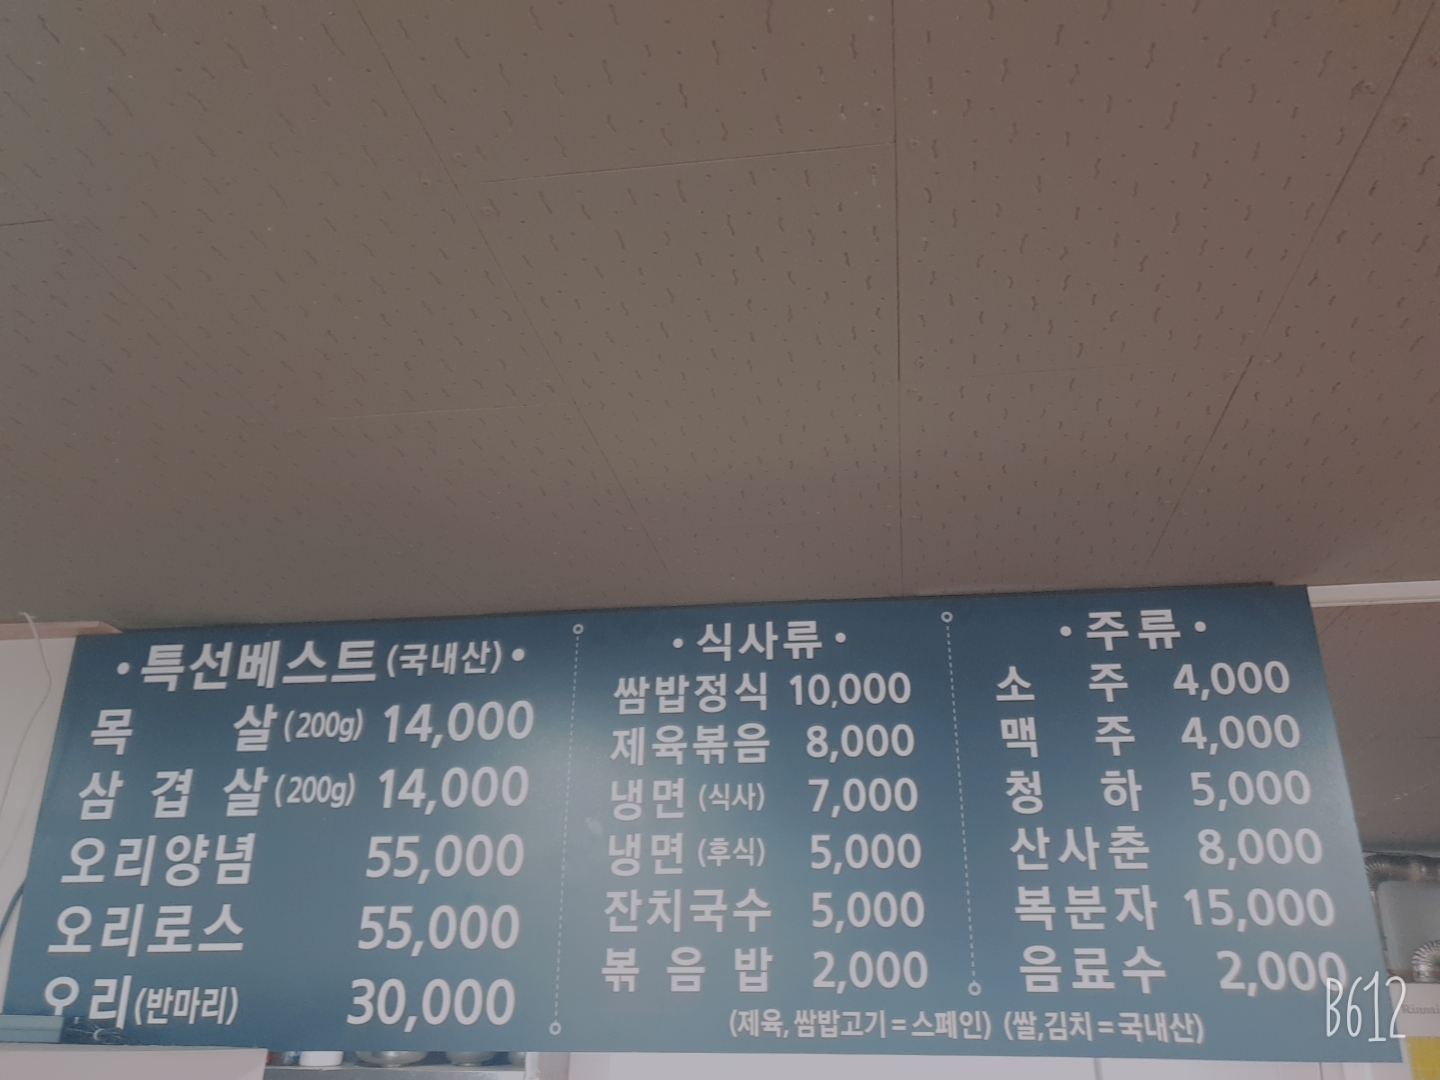 •특선베스트(국내산)•
목 살(200g) 14,000
삼 겹 살(200g) 14,000
오리양념 55,000
오리로스 55,000
오리(반마리) 30,000
•식사류•
쌈밥정식 10,000
제육볶음 8,000
냉면(식사) 7,000
냉면(후식) 5,000
잔치국수 5,000
볶 음 밥 2,000
•주류•
소 주 4,000
맥 주 4,000
청 하 5,000
산사춘 8,000
복분자 15,000
음료수 2,000
(제육,쌈밥고기=스페인) (쌀,김치=국내산)
B612